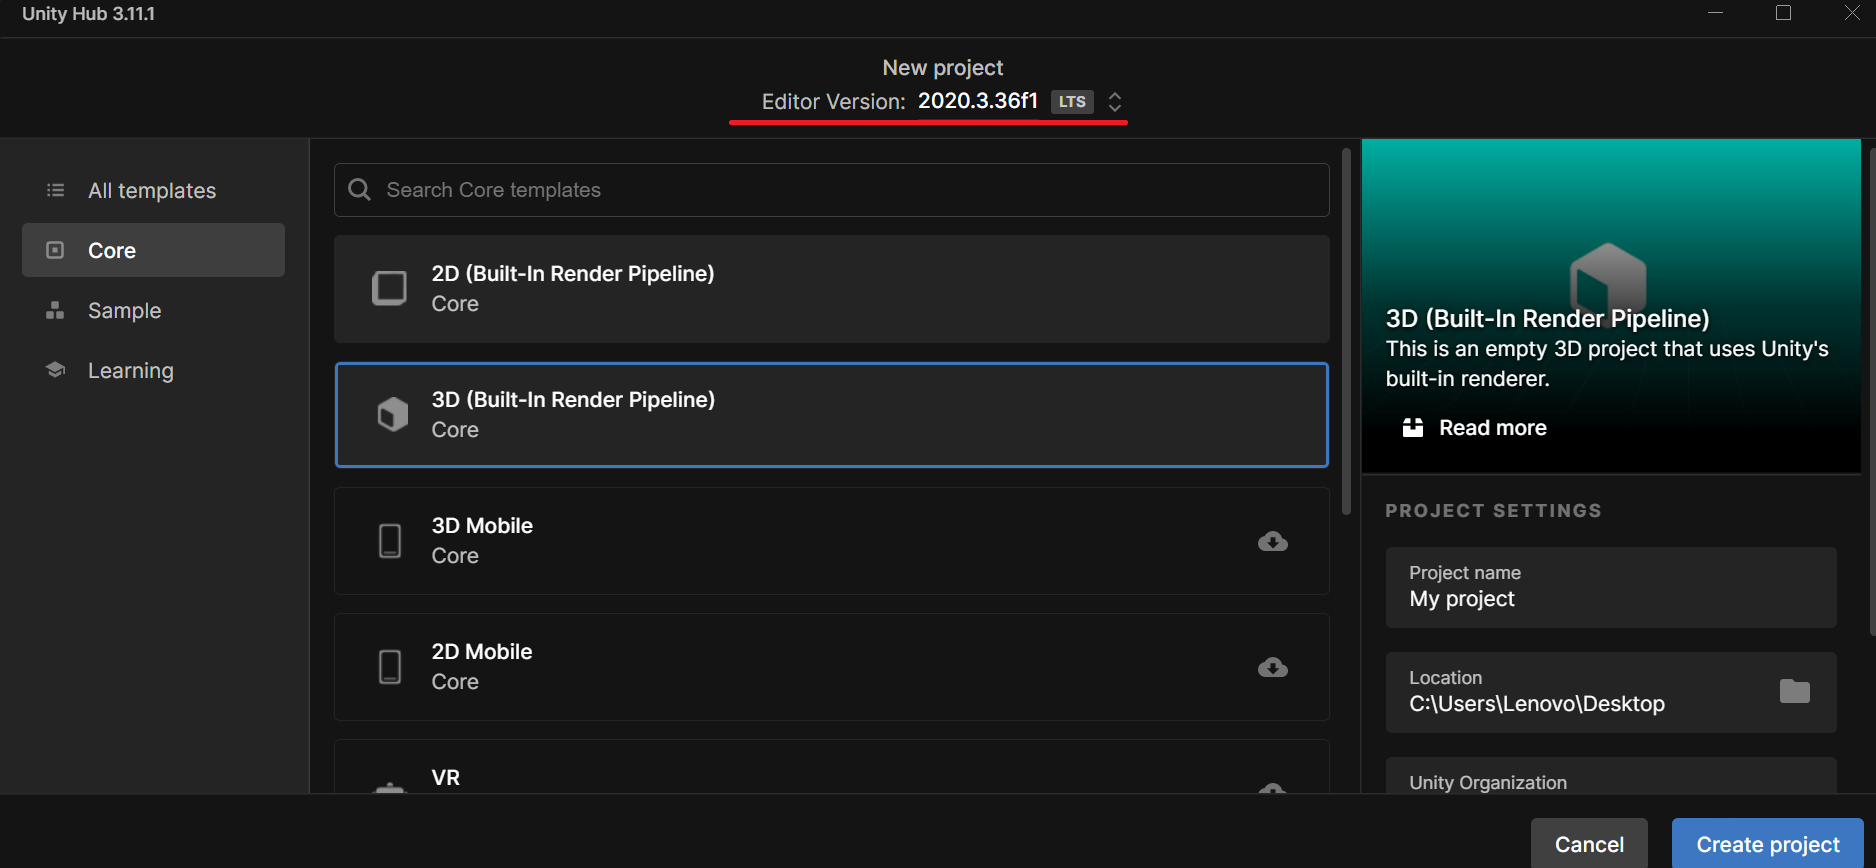 Unity Hub 3.11.1
New project
Editor Version: 2020.3.36f1 LTS
All templates
Core
Sample
Learning
Search Core templates
2D (Built-In Render Pipeline)
Core
3D (Built-In Render Pipeline)
Core
3D Mobile
Core
2D Mobile
Core
VR
3D (Built-In Render Pipeline)
This is an empty 3D project that uses Unity's
built-in renderer.
Read more
PROJECT SETTINGS
Project name
My project
Location
C:\Users\Lenovo\Desktop
Unity Organization
Cancel
Create project